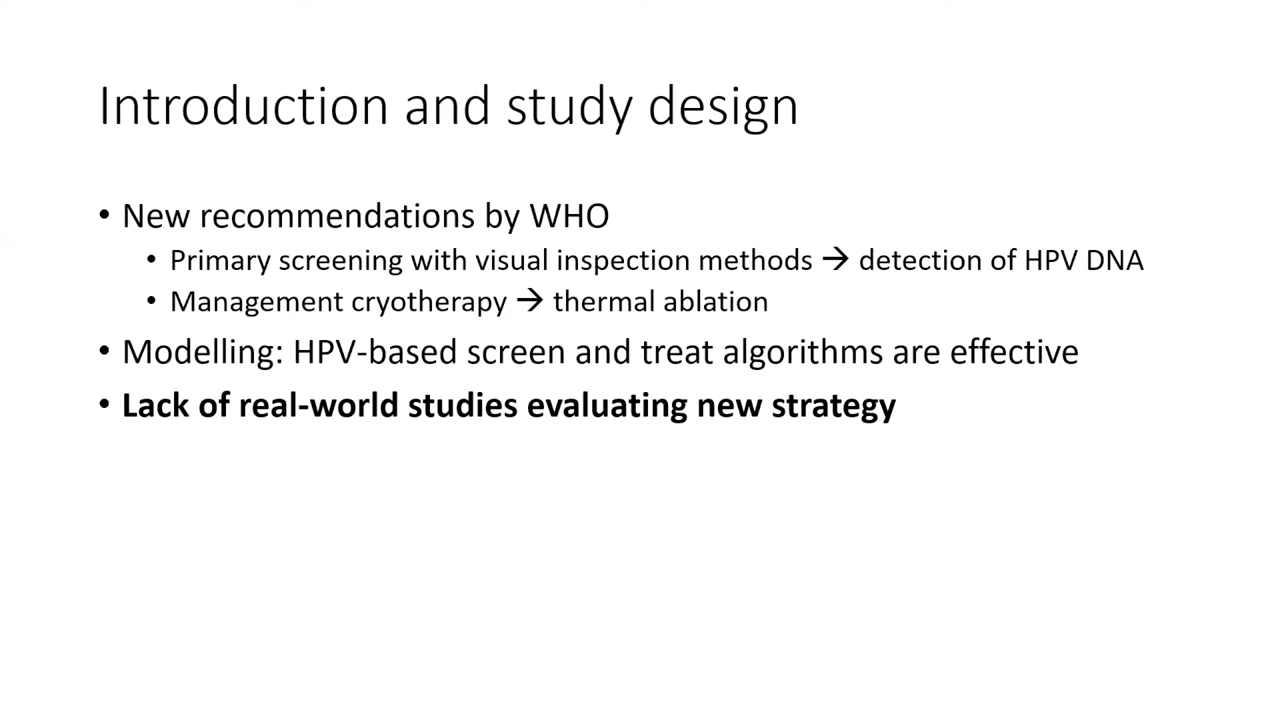 Introduction and study design
• New recommendations by WHO
• Primary screening with visual inspection methods → detection of HPV DNA
• Management cryotherapy → thermal ablation
• Modelling: HPV-based screen and treat algorithms are effective
• Lack of real-world studies evaluating new strategy